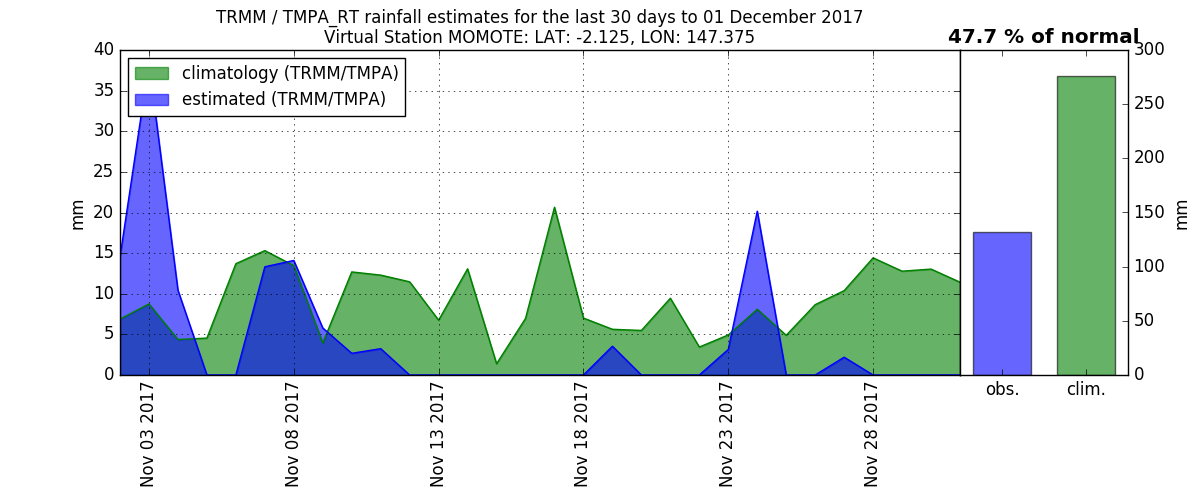 TRMM / TMPA_RT rainfall estimates for the last 30 days to 01 December 2017
Virtual Station MOMOTE: LAT: -2.125, LON: 147.375
47.7 % of normal
climatology (TRMM/TMPA)
estimated (TRMM/TMPA)
mm
40
35
30
25
20
15
10
5
0
Nov 03 2017
Nov 08 2017
Nov 13 2017
Nov 18 2017
Nov 23 2017
Nov 28 2017
obs.
clim.
300
250
200
150
100
50
0
mm